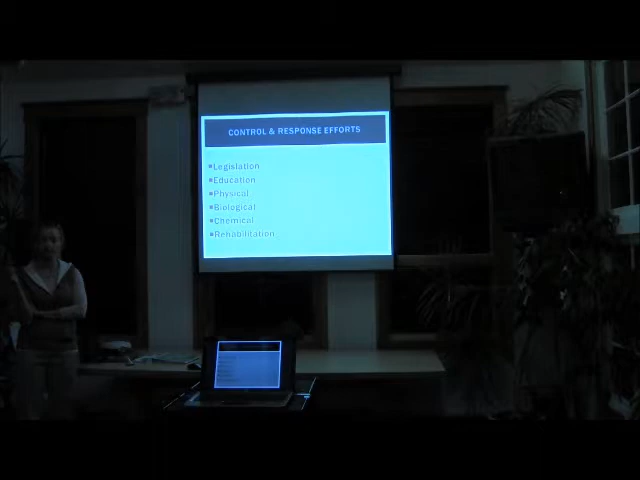 CONTROL & RESPONSE EFFORTS
▪Legislation
▪Education
▪Physical
▪Biological
▪Chemical
▪Rehabilitation